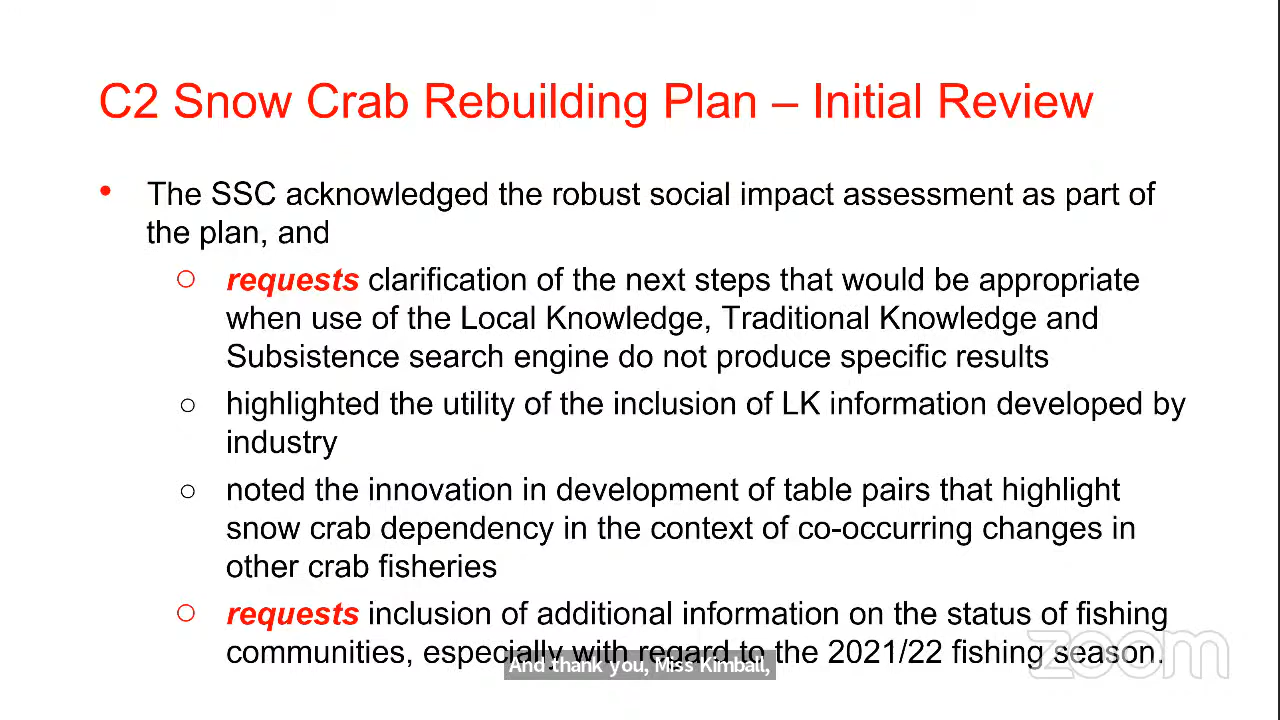 C2 Snow Crab Rebuilding Plan – Initial Review
• The SSC acknowledged the robust social impact assessment as part of
the plan, and
○ requests clarification of the next steps that would be appropriate
when use of the Local Knowledge, Traditional Knowledge and
Subsistence search engine do not produce specific results
○ highlighted the utility of the inclusion of LK information developed by
industry
○ noted the innovation in development of table pairs that highlight
snow crab dependency in the context of co-occurring changes in
other crab fisheries
○ requests inclusion of additional information on the status of fishing
communities, especially with regard to the 2021/22 fishing season.
And thank you, Miss Kimball,
zoom